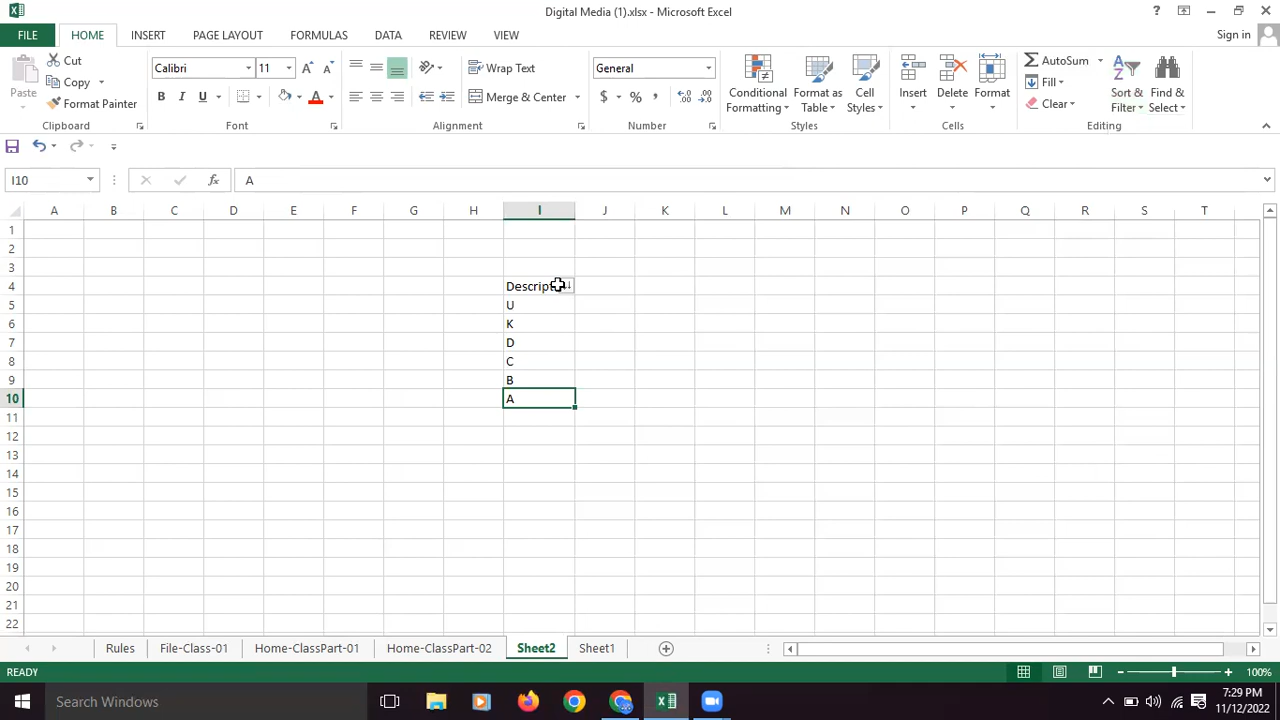 Digital Media (1).xlsx - Microsoft Excel
?
FILE HOME INSERT PAGE LAYOUT FORMULAS DATA REVIEW VIEW Sign in
Paste Cut Copy Format Painter Clipboard
Calibri 11 B I U A Font
Wrap Text Merge & Center Alignment
General $ % , Number
Conditional Formatting Format as Table Cell Styles Styles
Insert Delete Format Cells
AutoSum Fill Clear Sort & Filter Find & Select Editing
I10 fx A
A B C D E F G H I J K L M N O P Q R S T
1
2
3
4 Descript
5 U
6 K
7 D
8 C
9 B
10 A
11
12
13
14
15
16
17
18
19
20
21
22
Rules File-Class-01 Home-ClassPart-01 Home-ClassPart-02 Sheet2 Sheet1
READY 100%
Search Windows 7:29 PM
11/12/2022